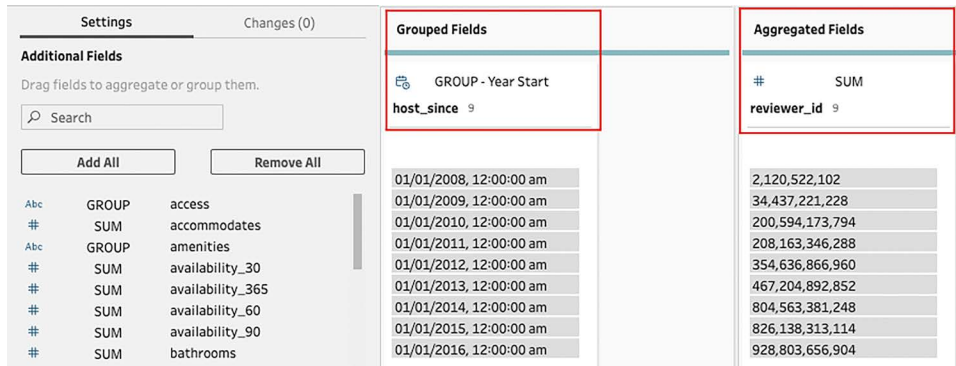 Settings
Changes (0)
Additional Fields
Drag fields to aggregate or group them.
Search
Add All
Remove All
Abc GROUP access
# SUM accommodates
Abc GROUP amenities
# SUM availability_30
# SUM availability_365
# SUM availability_60
# SUM availability_90
# SUM bathrooms
Grouped Fields
GROUP - Year Start
host_since 9
01/01/2008, 12:00:00 am
01/01/2009, 12:00:00 am
01/01/2010, 12:00:00 am
01/01/2011, 12:00:00 am
01/01/2012, 12:00:00 am
01/01/2013, 12:00:00 am
01/01/2014, 12:00:00 am
01/01/2015, 12:00:00 am
01/01/2016, 12:00:00 am
Aggregated Fields
# SUM
reviewer_id 9
2,120,522,102
34,437,221,228
200,594,173,794
208,163,346,288
354,636,866,960
467,204,892,852
804,563,381,248
826,138,313,114
928,803,656,904